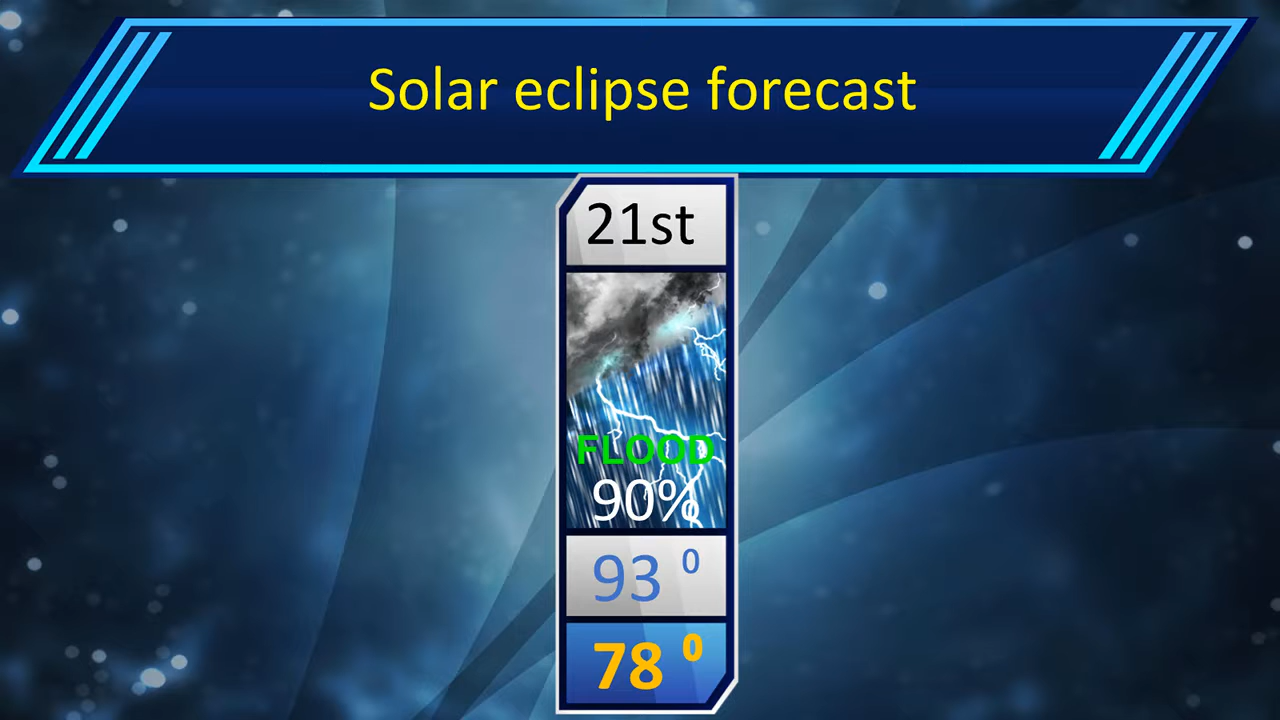 Solar eclipse forecast
21st
FLOOD
90%
93 ⁰
78 ⁰